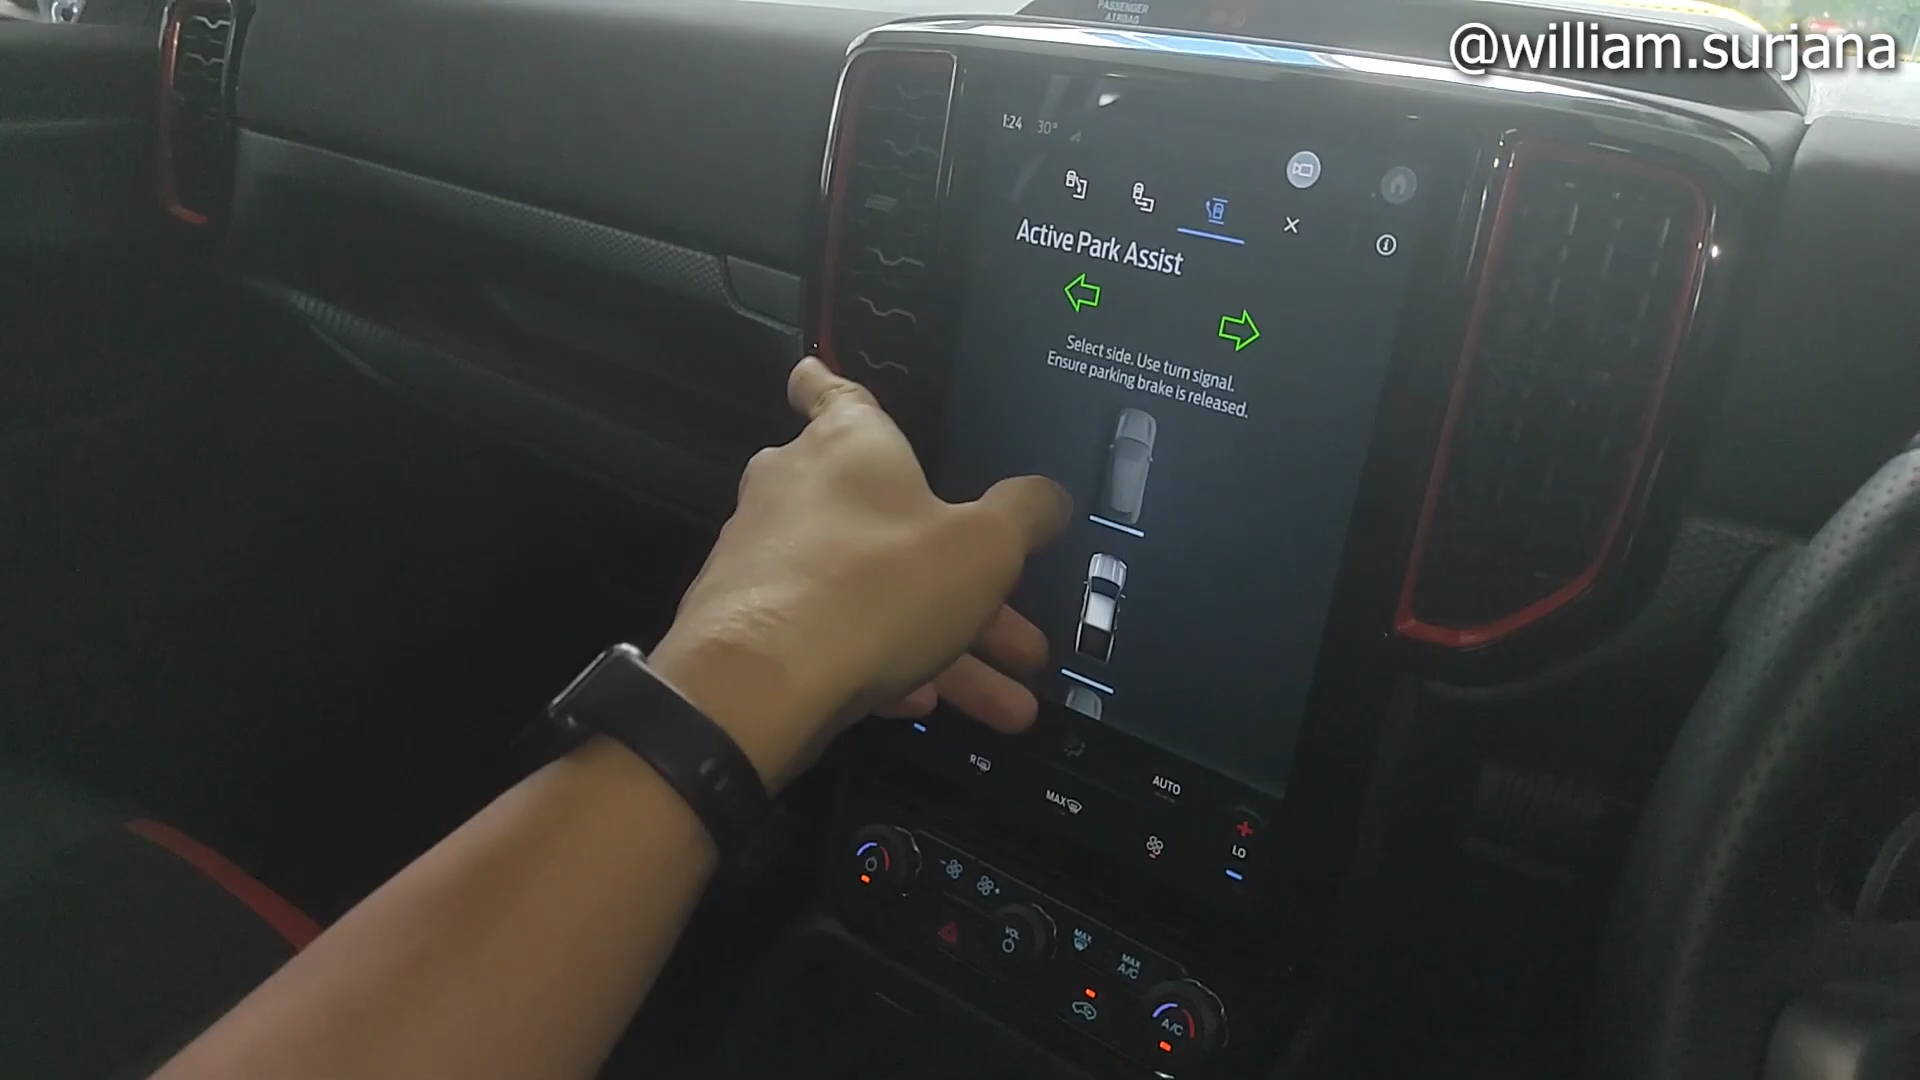 PASSENGER
AIRBAG
@william.surjana
1:24 30°
Active Park Assist
Select side. Use turn signal.
Ensure parking brake is released.
R
MAX
AUTO
LO
VOL
MAX
MAX
A/C
A/C